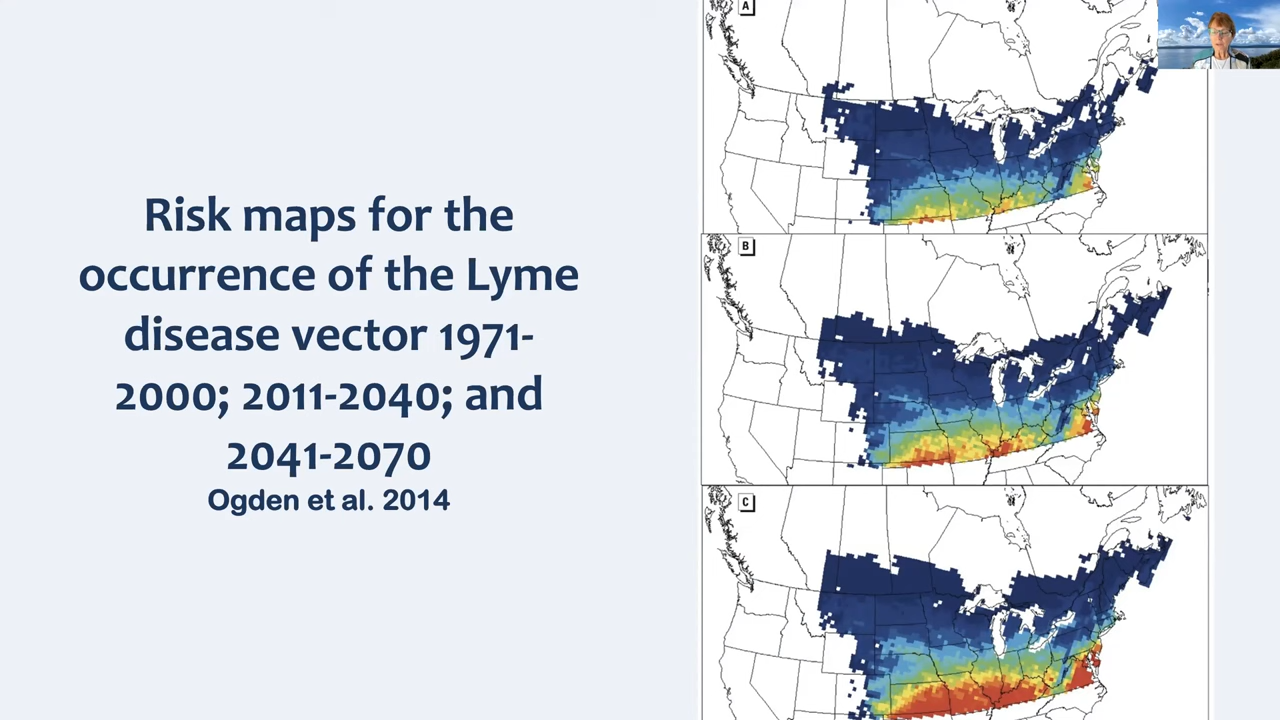 Risk maps for the
occurrence of the Lyme
disease vector 1971-
2000; 2011-2040; and
2041-2070
Ogden et al. 2014
A
B
C